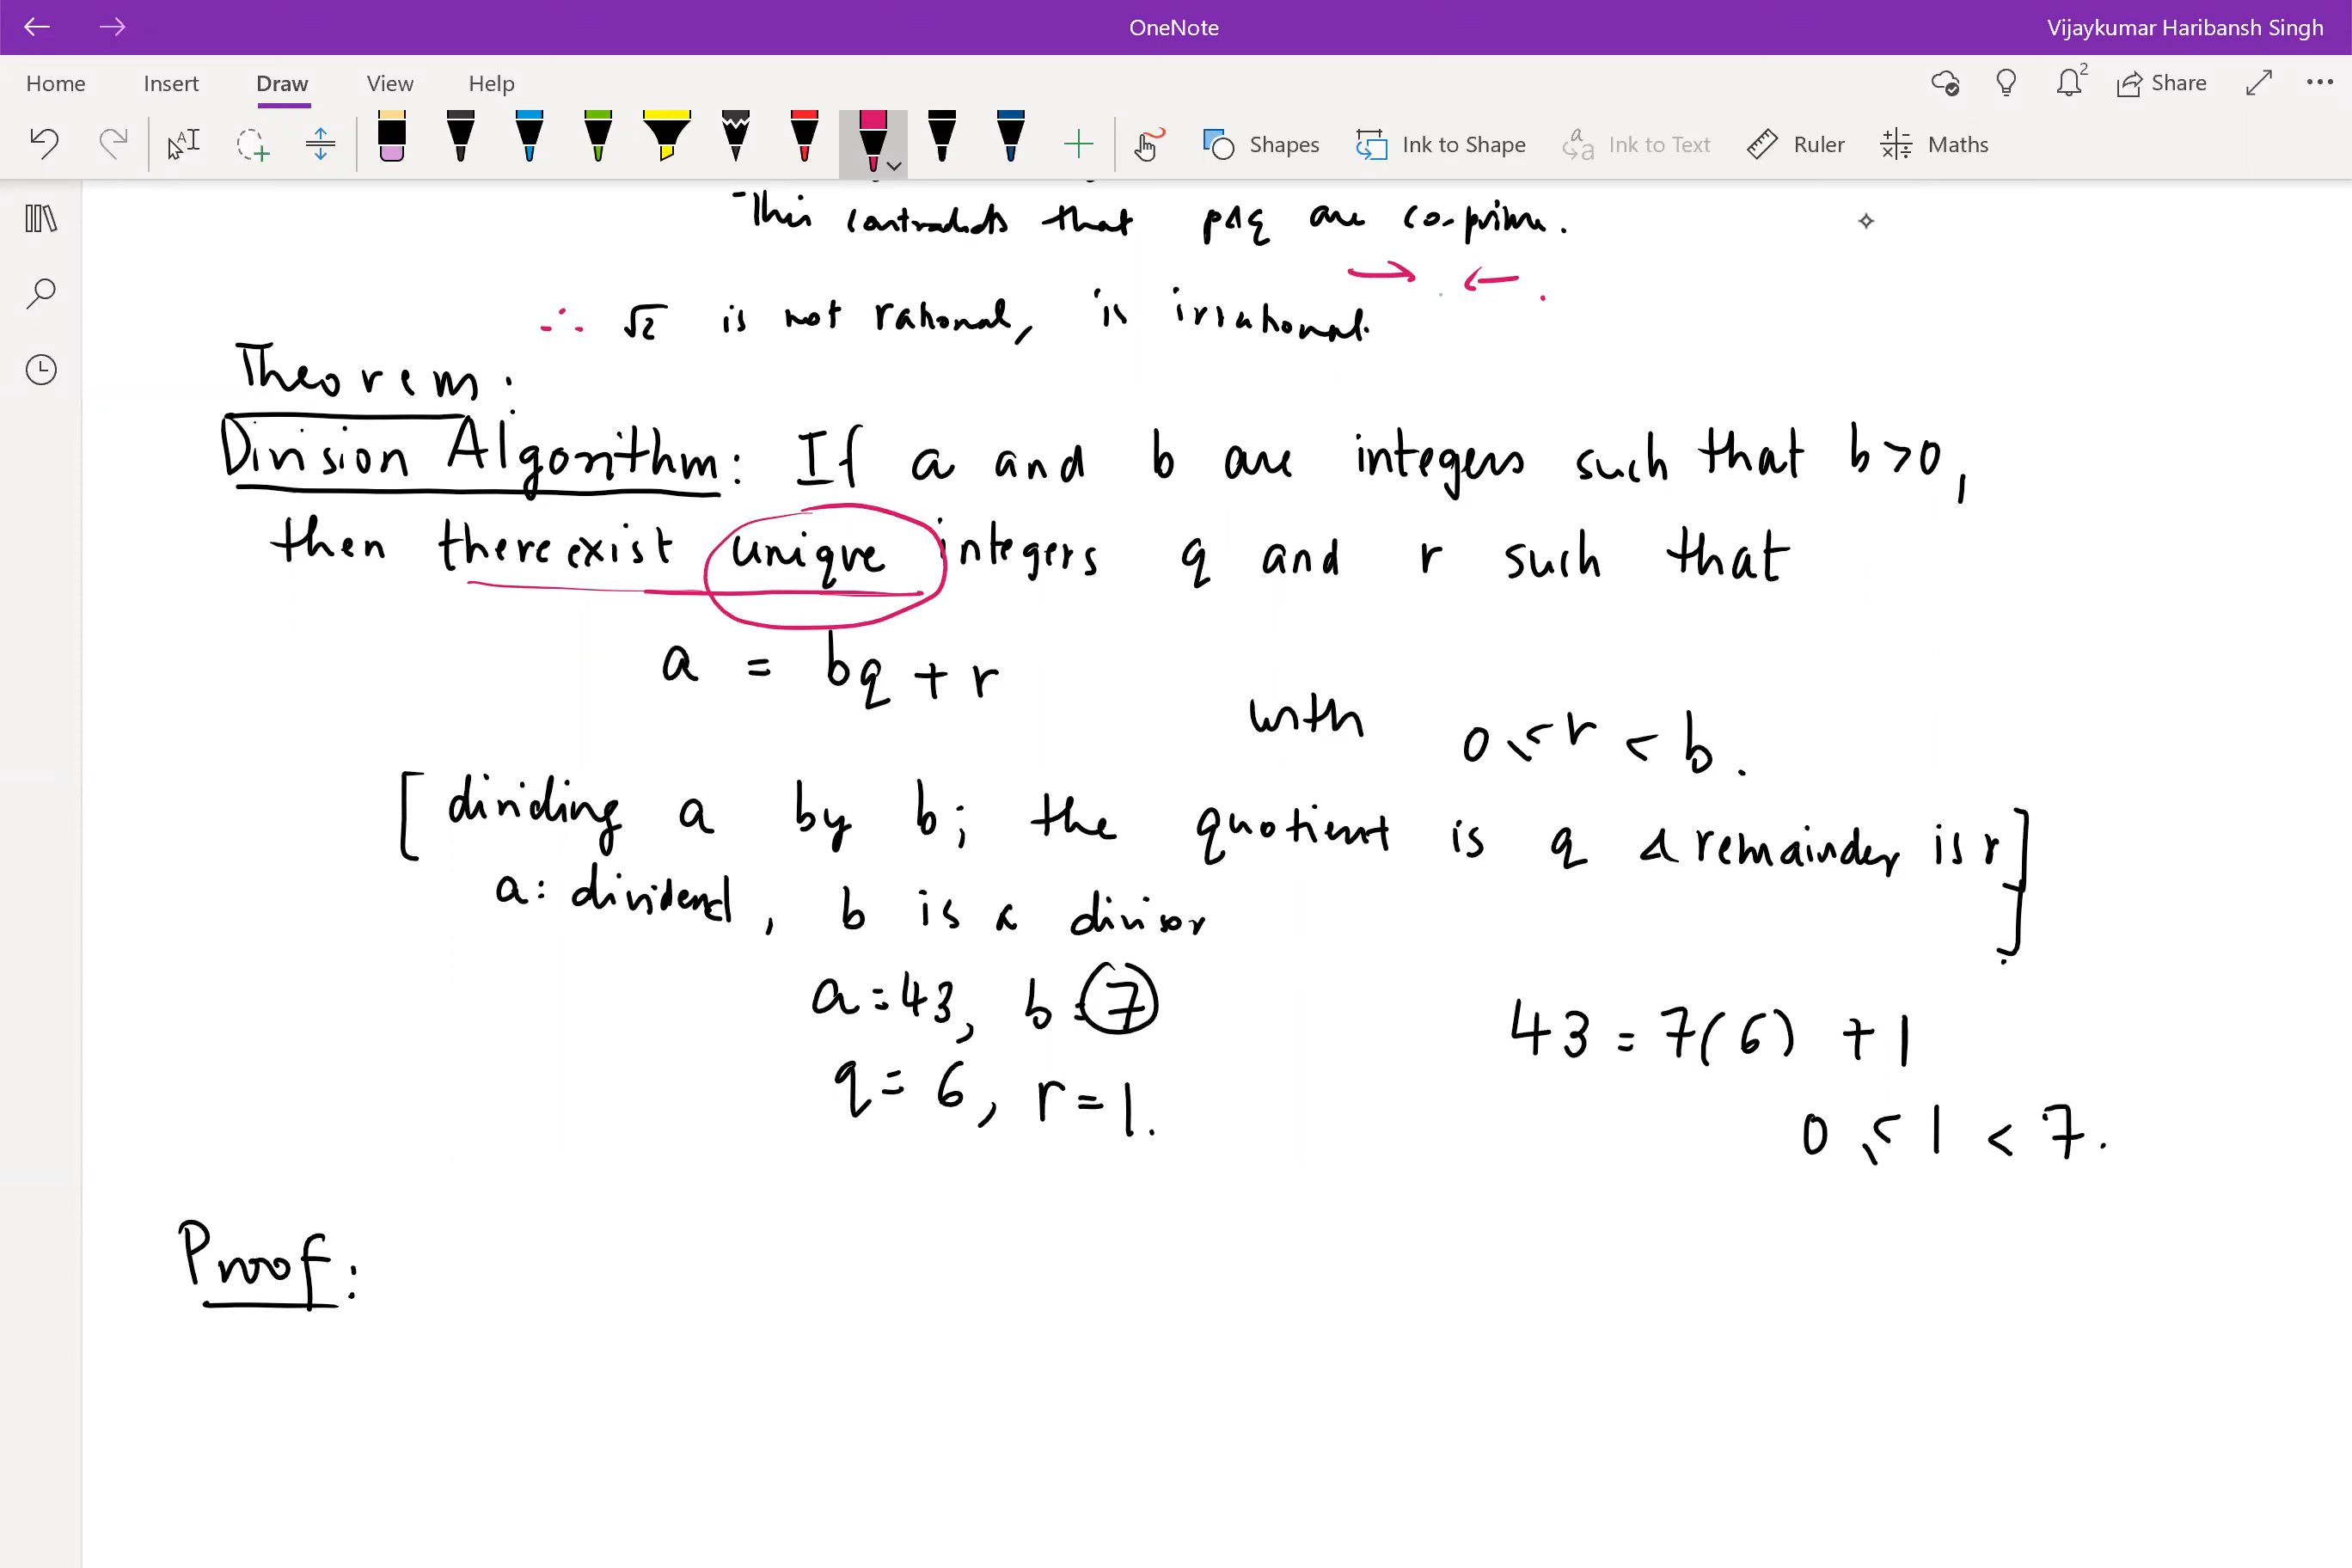 OneNote
Vijaykumar Haribansh Singh
Home Insert Draw View Help
2 Share
Shapes Ink to Shape Ink to Text Ruler Maths
This contradicts that p & q are co-prime.
→ ←
∴ √2 is not rational, is irrational.
Theorem:
Division Algorithm: If a and b are integers such that b>0,
then there exist unique integers q and r such that
a = bq + r
with 0 ≤ r < b.
[dividing a by b; the quotient is q & remainder is r
a: dividend, b is a divisor ]
a=43, b=7
43 = 7(6) + 1
q= 6, r=1.
0 ≤ 1 < 7.
Proof: